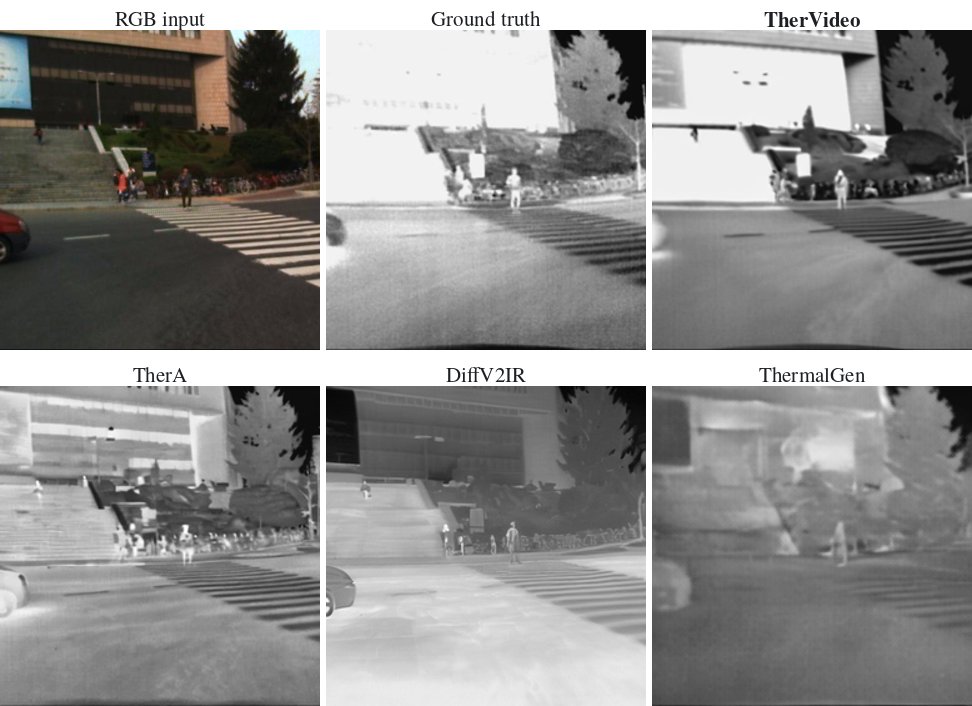 RGB input
Ground truth
TherVideo
TherA
DiffV2IR
ThermalGen